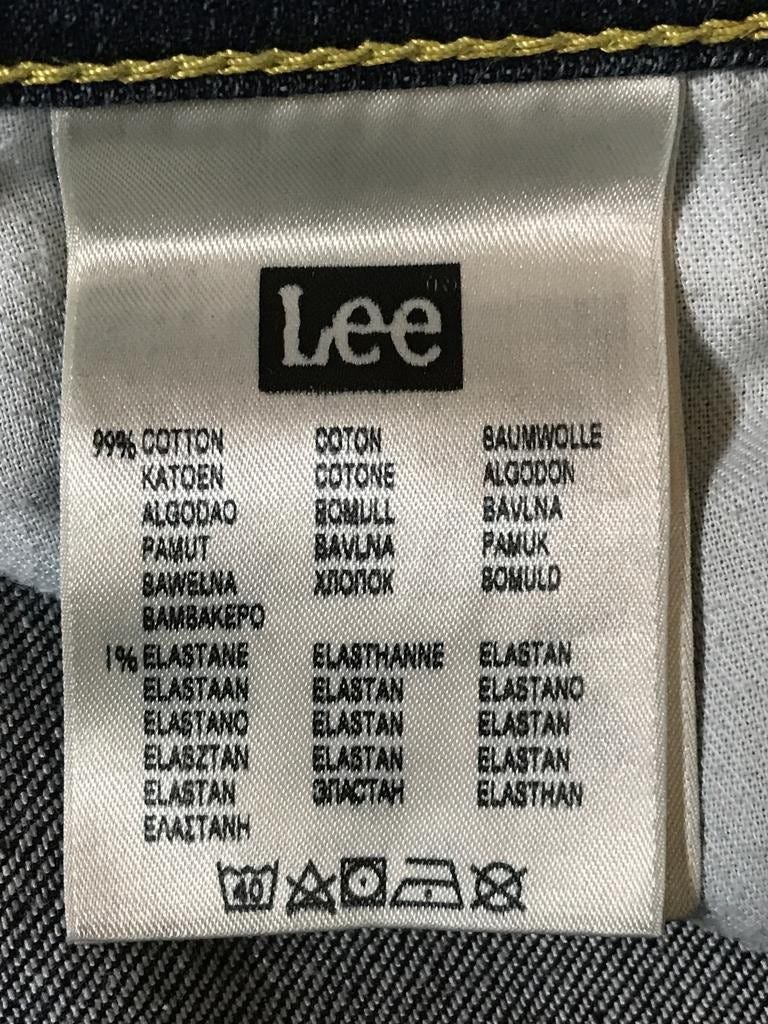 Lee
99% COTTON COTON BAUMWOLLE
KATOEN COTONE ALGODON
ALGODAO BOMULL BAVLNA
PAMUT BAVLNA PAMUK
BAWEŁNA ХЛОПОК BOMULD
ΒΑΜΒΑΚΕΡΟ
1% ELASTANE ELASTHANNE ELASTAN
ELASTAAN ELASTAN ELASTANO
ELASTANO ELASTAN ELASTAN
ELASZTAN ELASTAN ELASTAN
ELASTAN ЭЛАСТАН ELASTHAN
ΕΛΑΣΤΑΝΗ
40